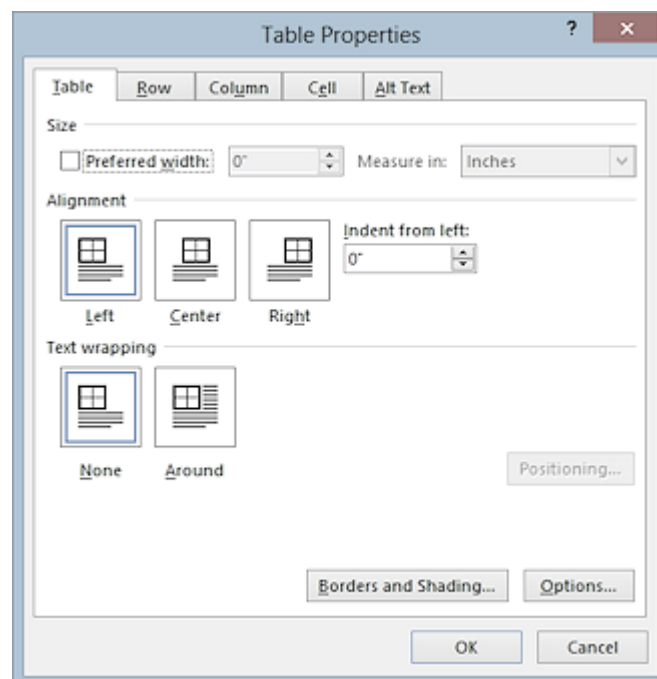 Table Properties ?
Table Row Column Cell Alt Text
Size
Preferred width: 0" Measure in: Inches
Alignment
Indent from left:
0"
Left Center Right
Text wrapping
None Around
Positioning...
Borders and Shading... Options...
OK Cancel